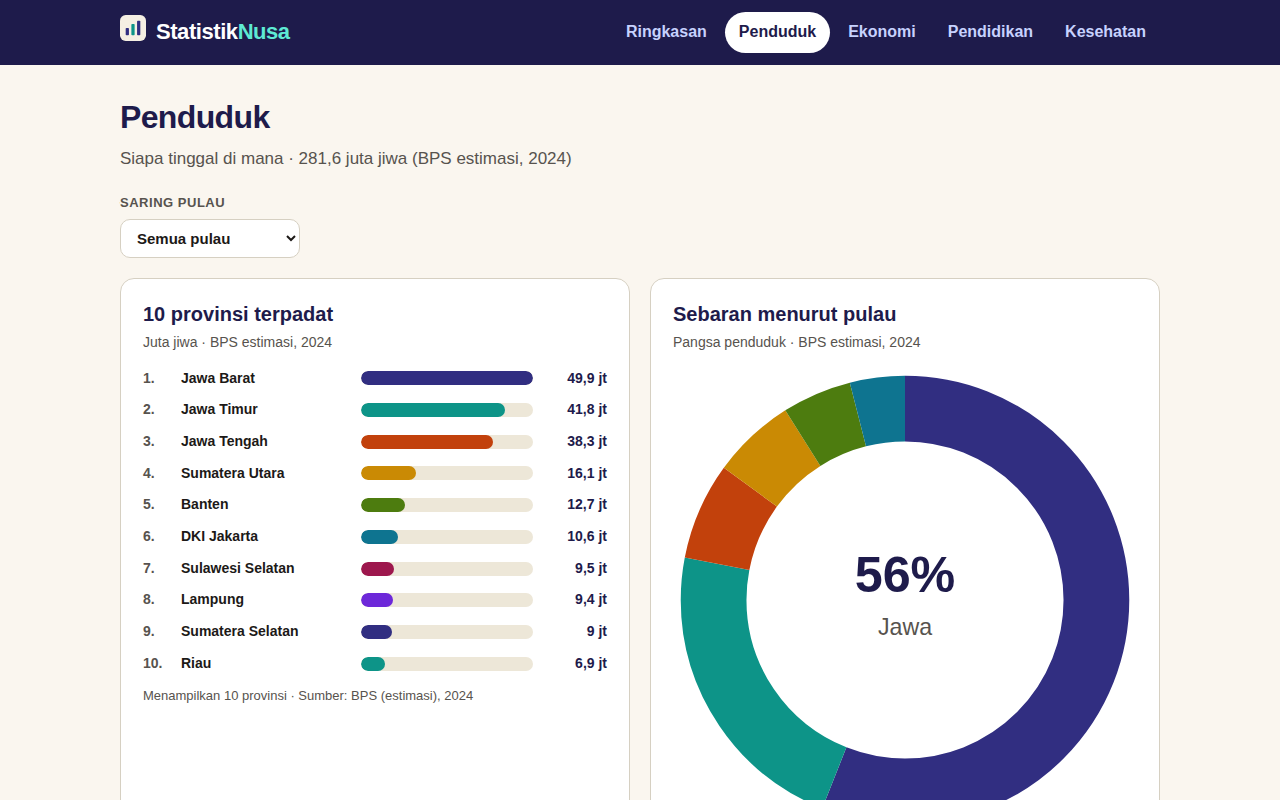 StatistikNusa
Ringkasan
Penduduk
Ekonomi
Pendidikan
Kesehatan
Penduduk
Siapa tinggal di mana · 281,6 juta jiwa (BPS estimasi, 2024)
SARING PULAU
Semua pulau
10 provinsi terpadat
Juta jiwa · BPS estimasi, 2024
1. Jawa Barat 49,9 jt
2. Jawa Timur 41,8 jt
3. Jawa Tengah 38,3 jt
4. Sumatera Utara 16,1 jt
5. Banten 12,7 jt
6. DKI Jakarta 10,6 jt
7. Sulawesi Selatan 9,5 jt
8. Lampung 9,4 jt
9. Sumatera Selatan 9 jt
10. Riau 6,9 jt
Menampilkan 10 provinsi · Sumber: BPS (estimasi), 2024
Sebaran menurut pulau
Pangsa penduduk · BPS estimasi, 2024
56%
Jawa